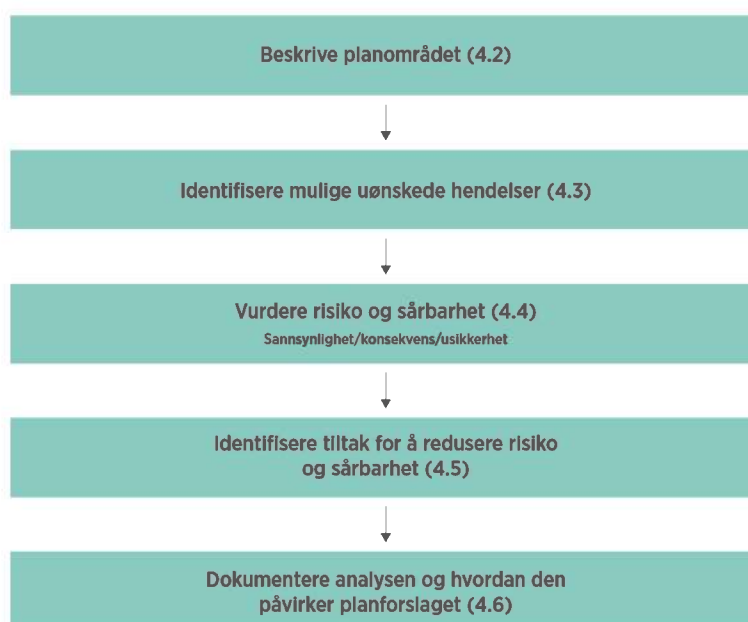 Beskrive planområdet (4.2)
Identifisere mulige uønskede hendelser (4.3)
Vurdere risiko og sårbarhet (4.4)
Sannsynlighet/konsekvens/usikkerhet
Identifisere tiltak for å redusere risiko
og sårbarhet (4.5)
Dokumentere analysen og hvordan den
påvirker planforslaget (4.6)